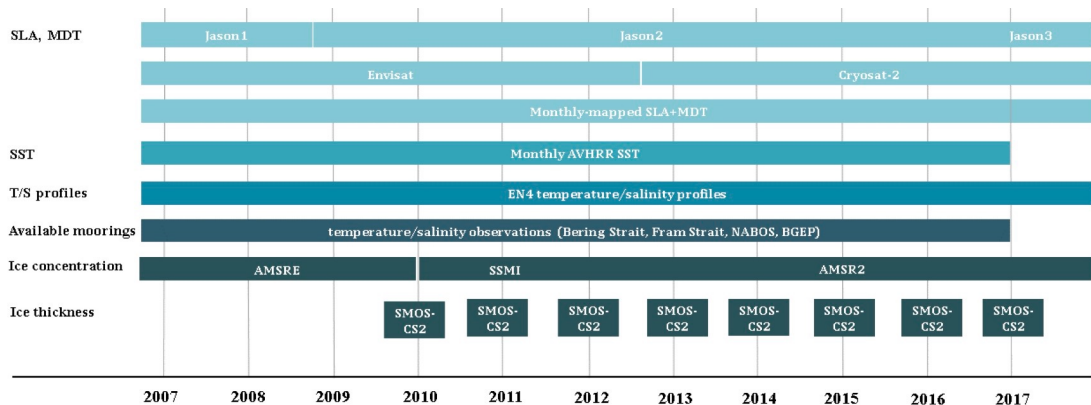 SLA, MDT Jason1 Jason2 Jason3
Envisat Cryosat-2
Monthly-mapped SLA+MDT
SST Monthly AVHRR SST
T/S profiles EN4 temperature/salinity profiles
Available moorings temperature/salinity observations (Bering Strait, Fram Strait, NABOS, BGEP)
Ice concentration AMSRE SSMI AMSR2
Ice thickness SMOS- SMOS- SMOS- SMOS- SMOS- SMOS- SMOS- SMOS-
CS2 CS2 CS2 CS2 CS2 CS2 CS2 CS2
2007 2008 2009 2010 2011 2012 2013 2014 2015 2016 2017